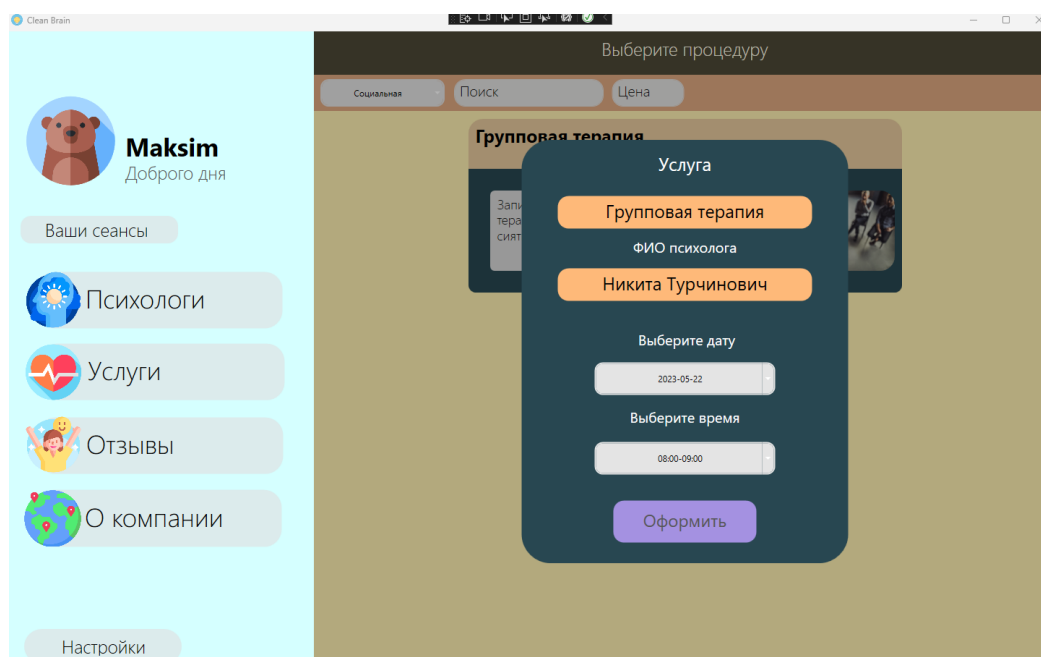 Clean Brain
Выберите процедуру
Социальная
Поиск
Цена
Maksim
Доброго дня
Ваши сеансы
Психологи
Услуги
Отзывы
О компании
Настройки
Групповая терапия
Услуга
Групповая терапия
ФИО психолога
Никита Турчинович
Выберите дату
2023-05-22
Выберите время
08:00-09:00
Оформить